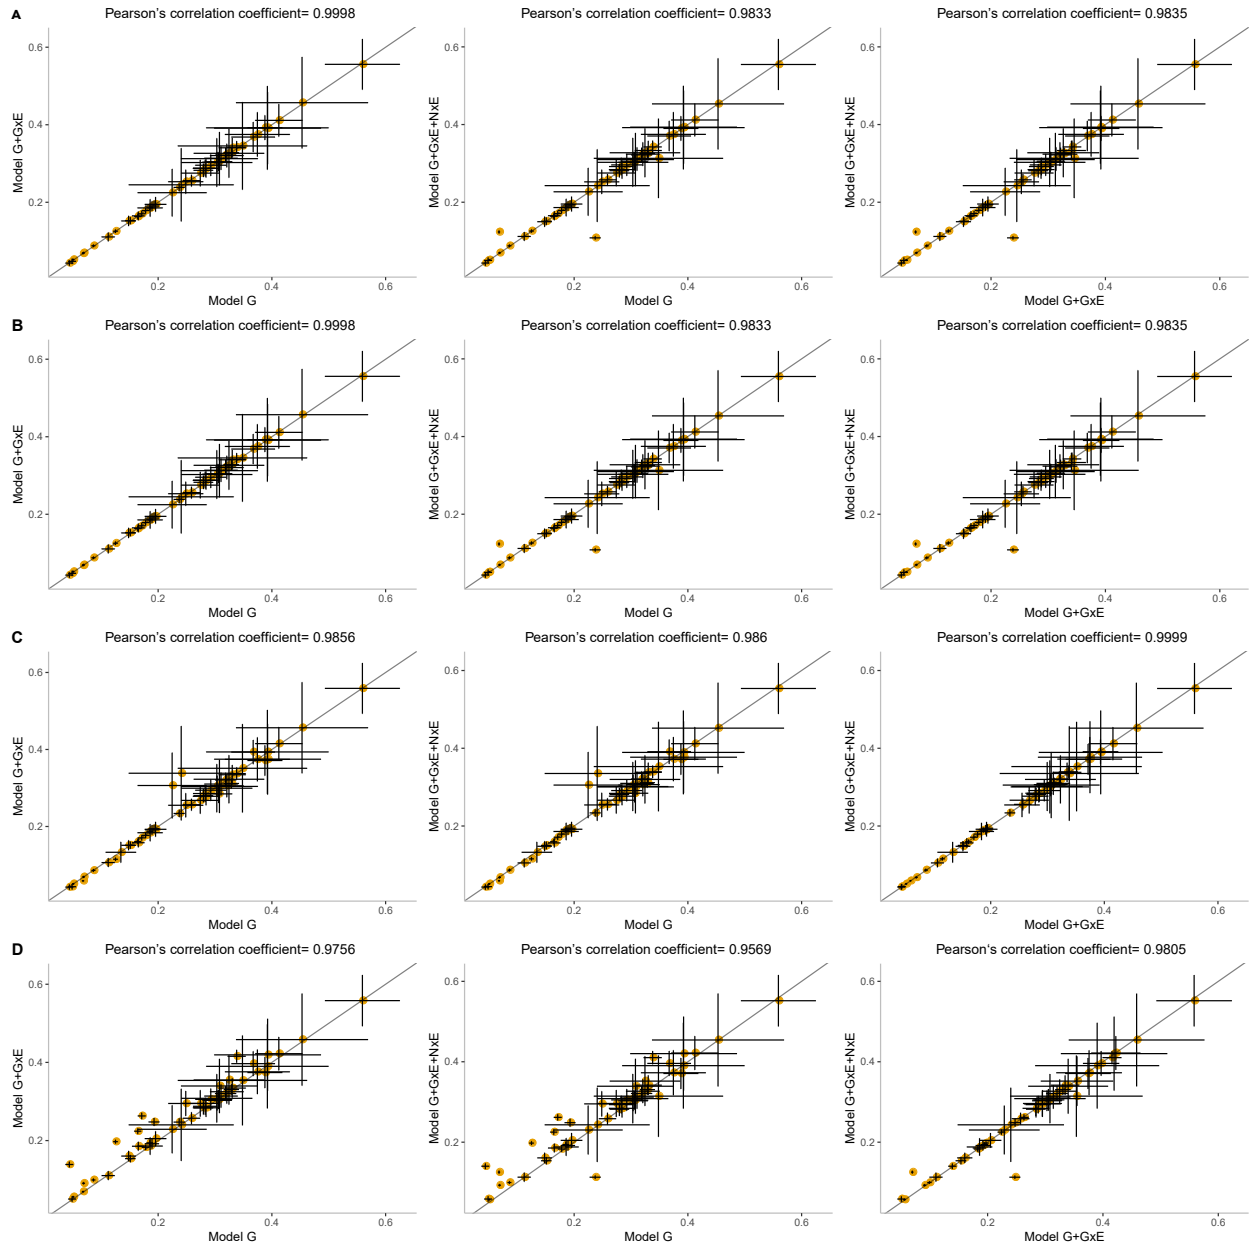 A
Pearson's correlation coefficient= 0.9998
Pearson's correlation coefficient= 0.9833
Pearson's correlation coefficient= 0.9835
Model G+GxE
0.6
0.4
0.2
0.2 0.4 0.6
Model G
Model G+GxE+NxE
0.6
0.4
0.2
0.2 0.4 0.6
Model G
Model G+GxE+NxE
0.6
0.4
0.2
0.2 0.4 0.6
Model G+GxE
B
Pearson's correlation coefficient= 0.9998
Pearson's correlation coefficient= 0.9833
Pearson's correlation coefficient= 0.9835
Model G+GxE
0.6
0.4
0.2
0.2 0.4 0.6
Model G
Model G+GxE+NxE
0.6
0.4
0.2
0.2 0.4 0.6
Model G
Model G+GxE+NxE
0.6
0.4
0.2
0.2 0.4 0.6
Model G+GxE
C
Pearson's correlation coefficient= 0.9856
Pearson's correlation coefficient= 0.986
Pearson's correlation coefficient= 0.9999
Model G+GxE
0.6
0.4
0.2
0.2 0.4 0.6
Model G
Model G+GxE+NxE
0.6
0.4
0.2
0.2 0.4 0.6
Model G
Model G+GxE+NxE
0.6
0.4
0.2
0.2 0.4 0.6
Model G+GxE
D
Pearson's correlation coefficient= 0.9756
Pearson's correlation coefficient= 0.9569
Pearson‘s correlation coefficient= 0.9805
Model G+GxE
0.6
0.4
0.2
0.2 0.4 0.6
Model G
Model G+GxE+NxE
0.6
0.4
0.2
0.2 0.4 0.6
Model G
Model G+GxE+NxE
0.6
0.4
0.2
0.2 0.4 0.6
Model G+GxE